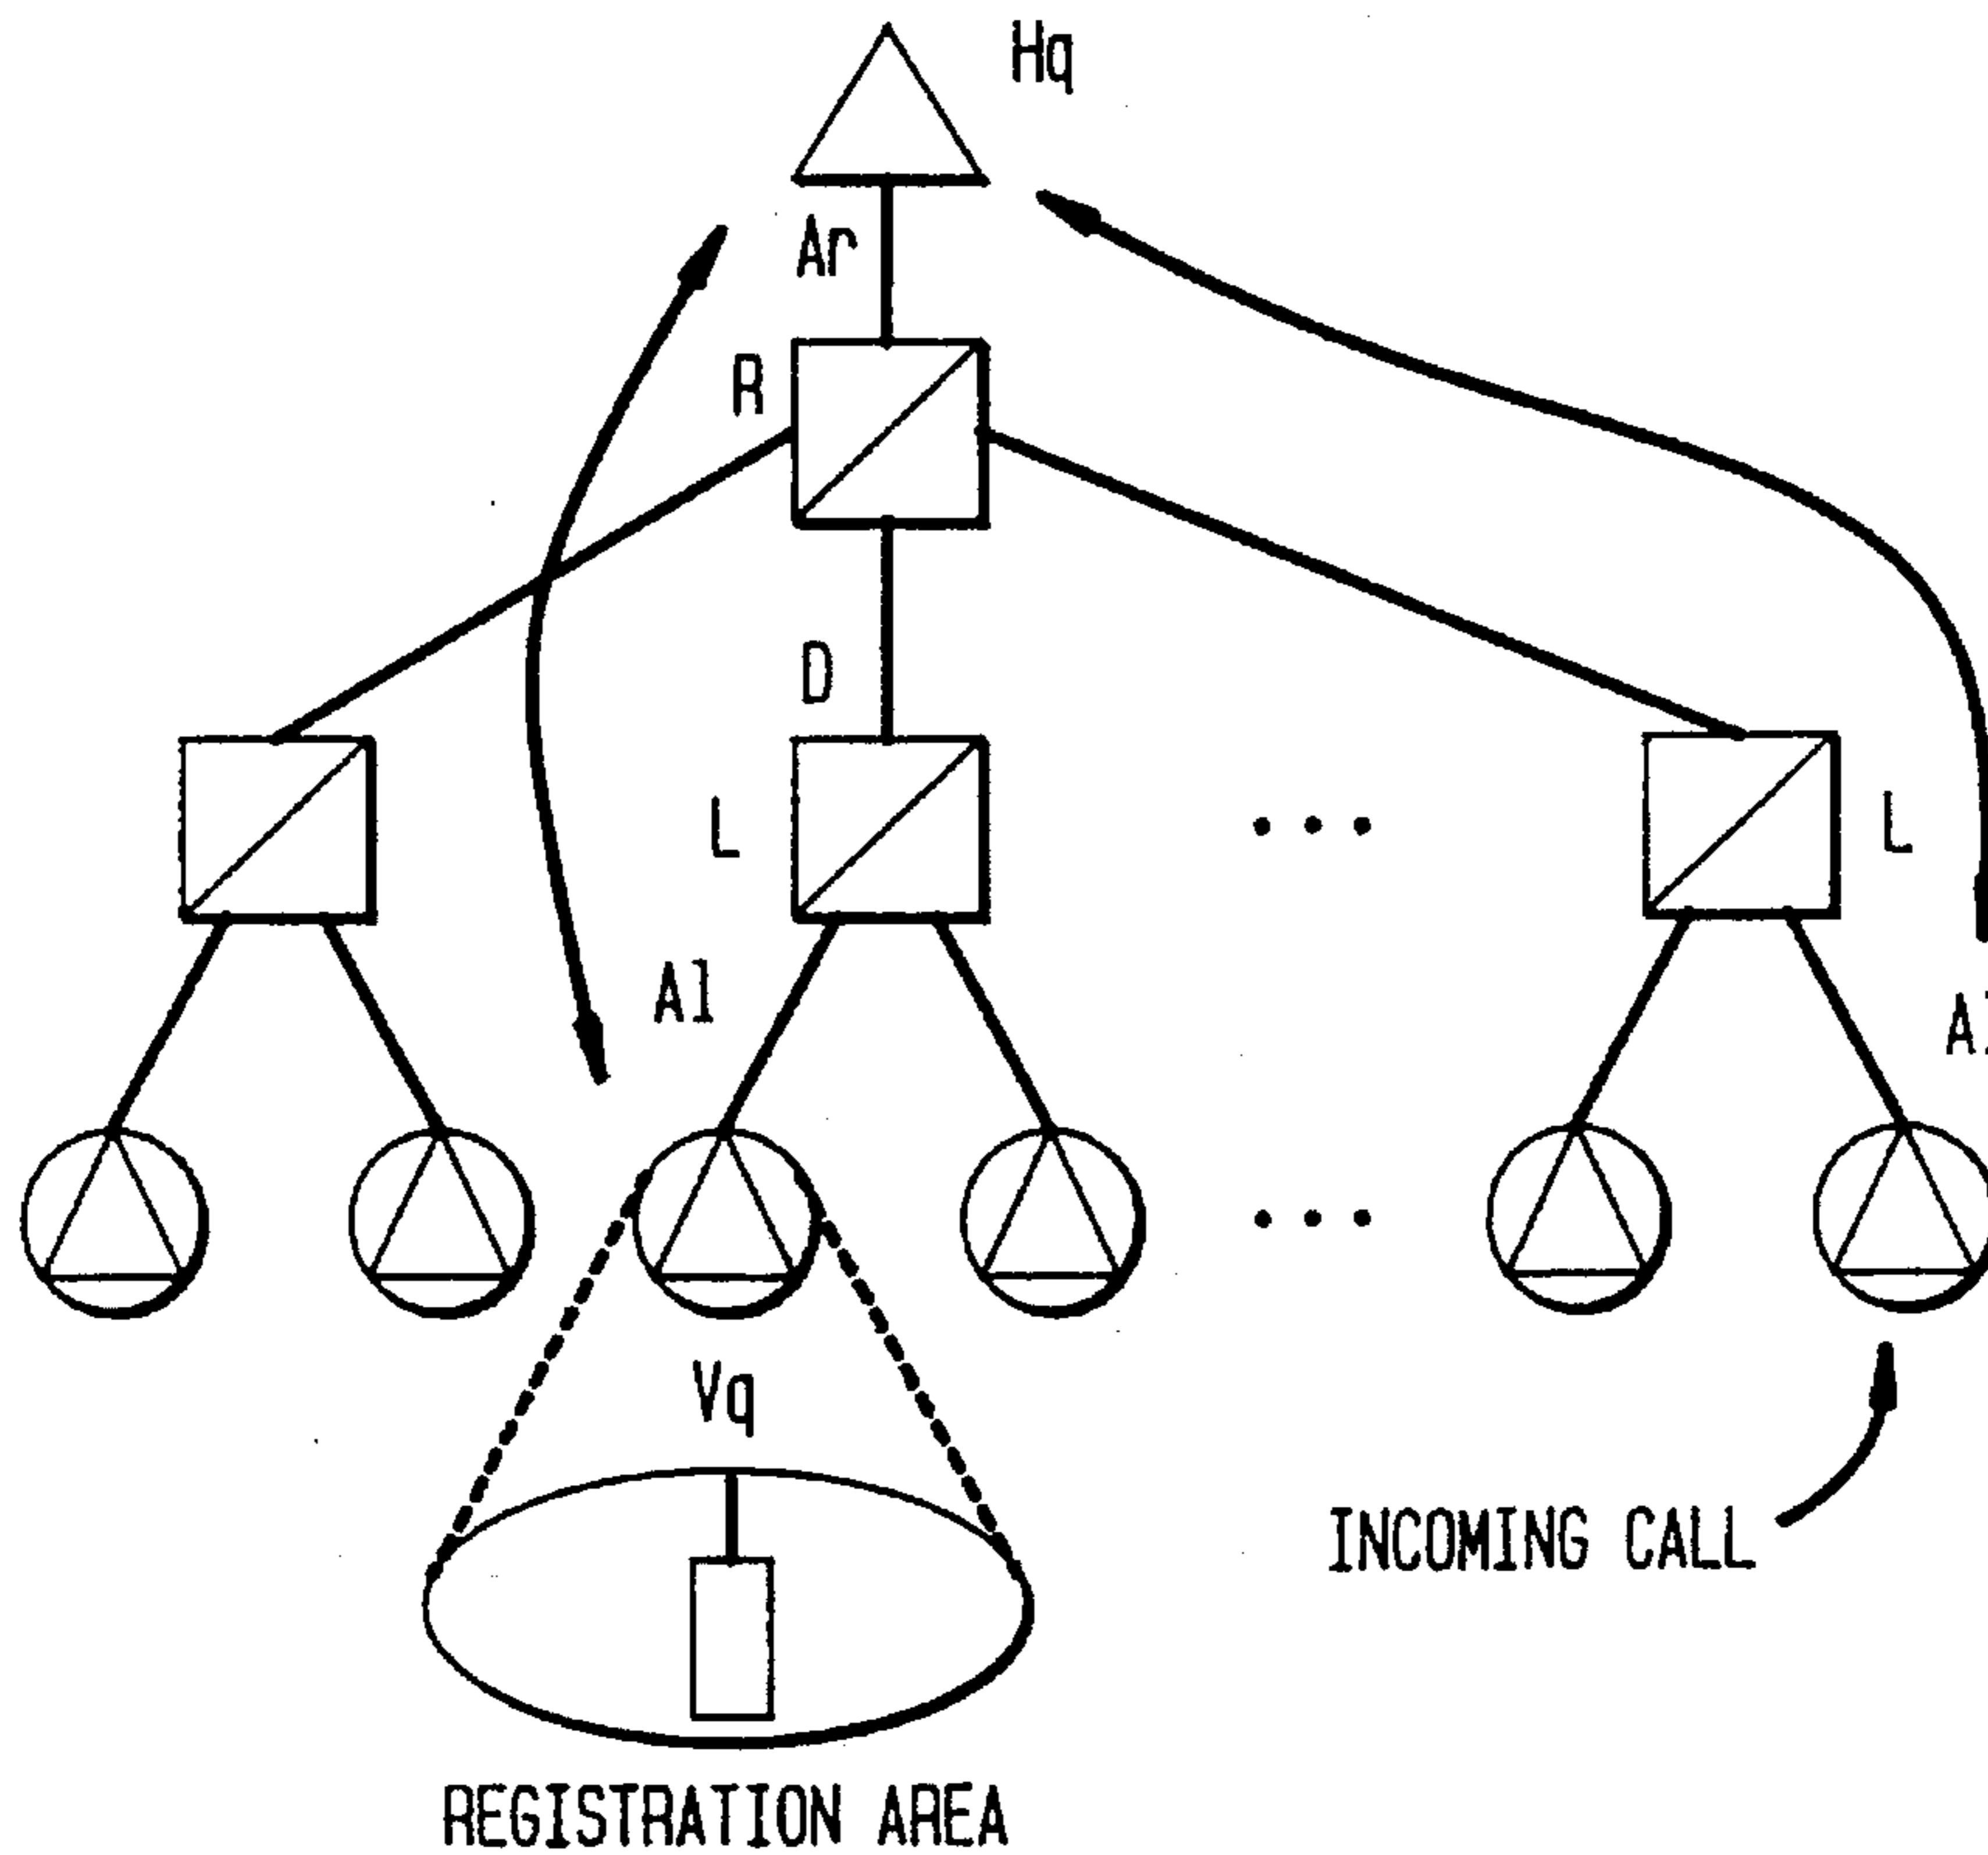 Hq
Ar
R
D
L
L
Al
Vq
INCOMING CALL
REGISTRATION AREA